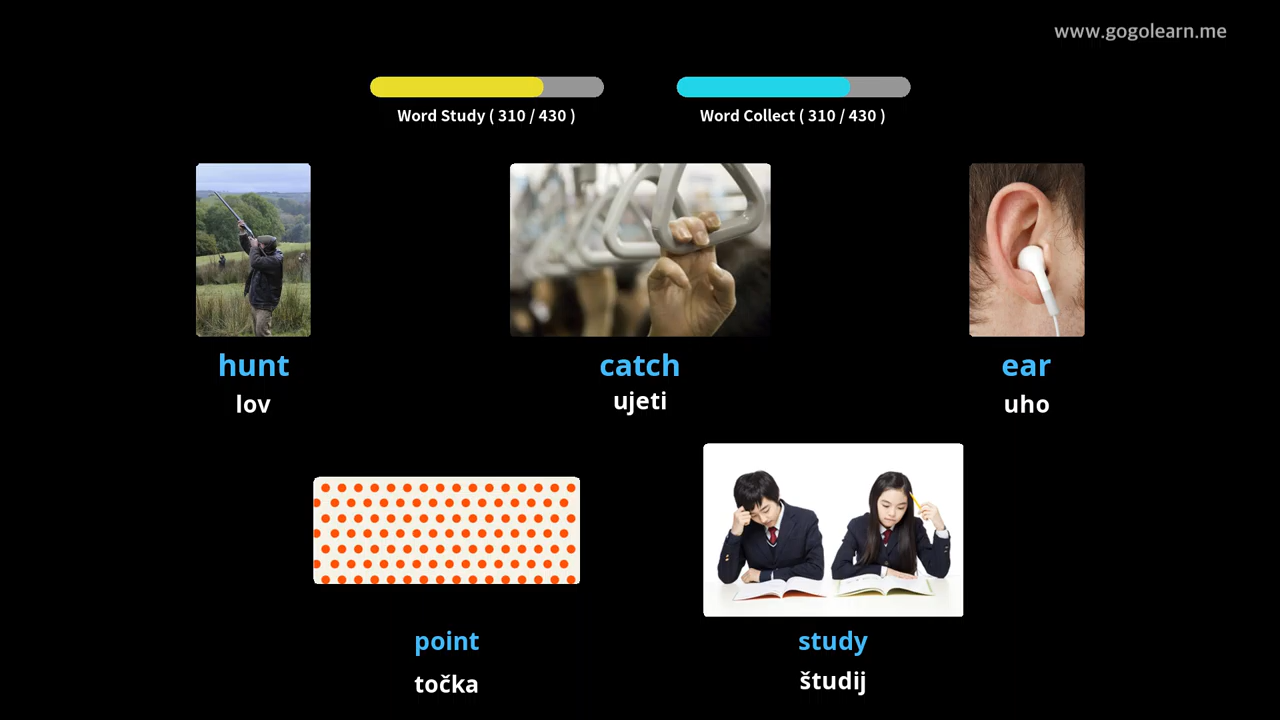 www.gogolearn.me
Word Study ( 310 / 430 )
Word Collect ( 310 / 430 )
hunt
lov
catch
ujeti
ear
uho
point
točka
study
študij